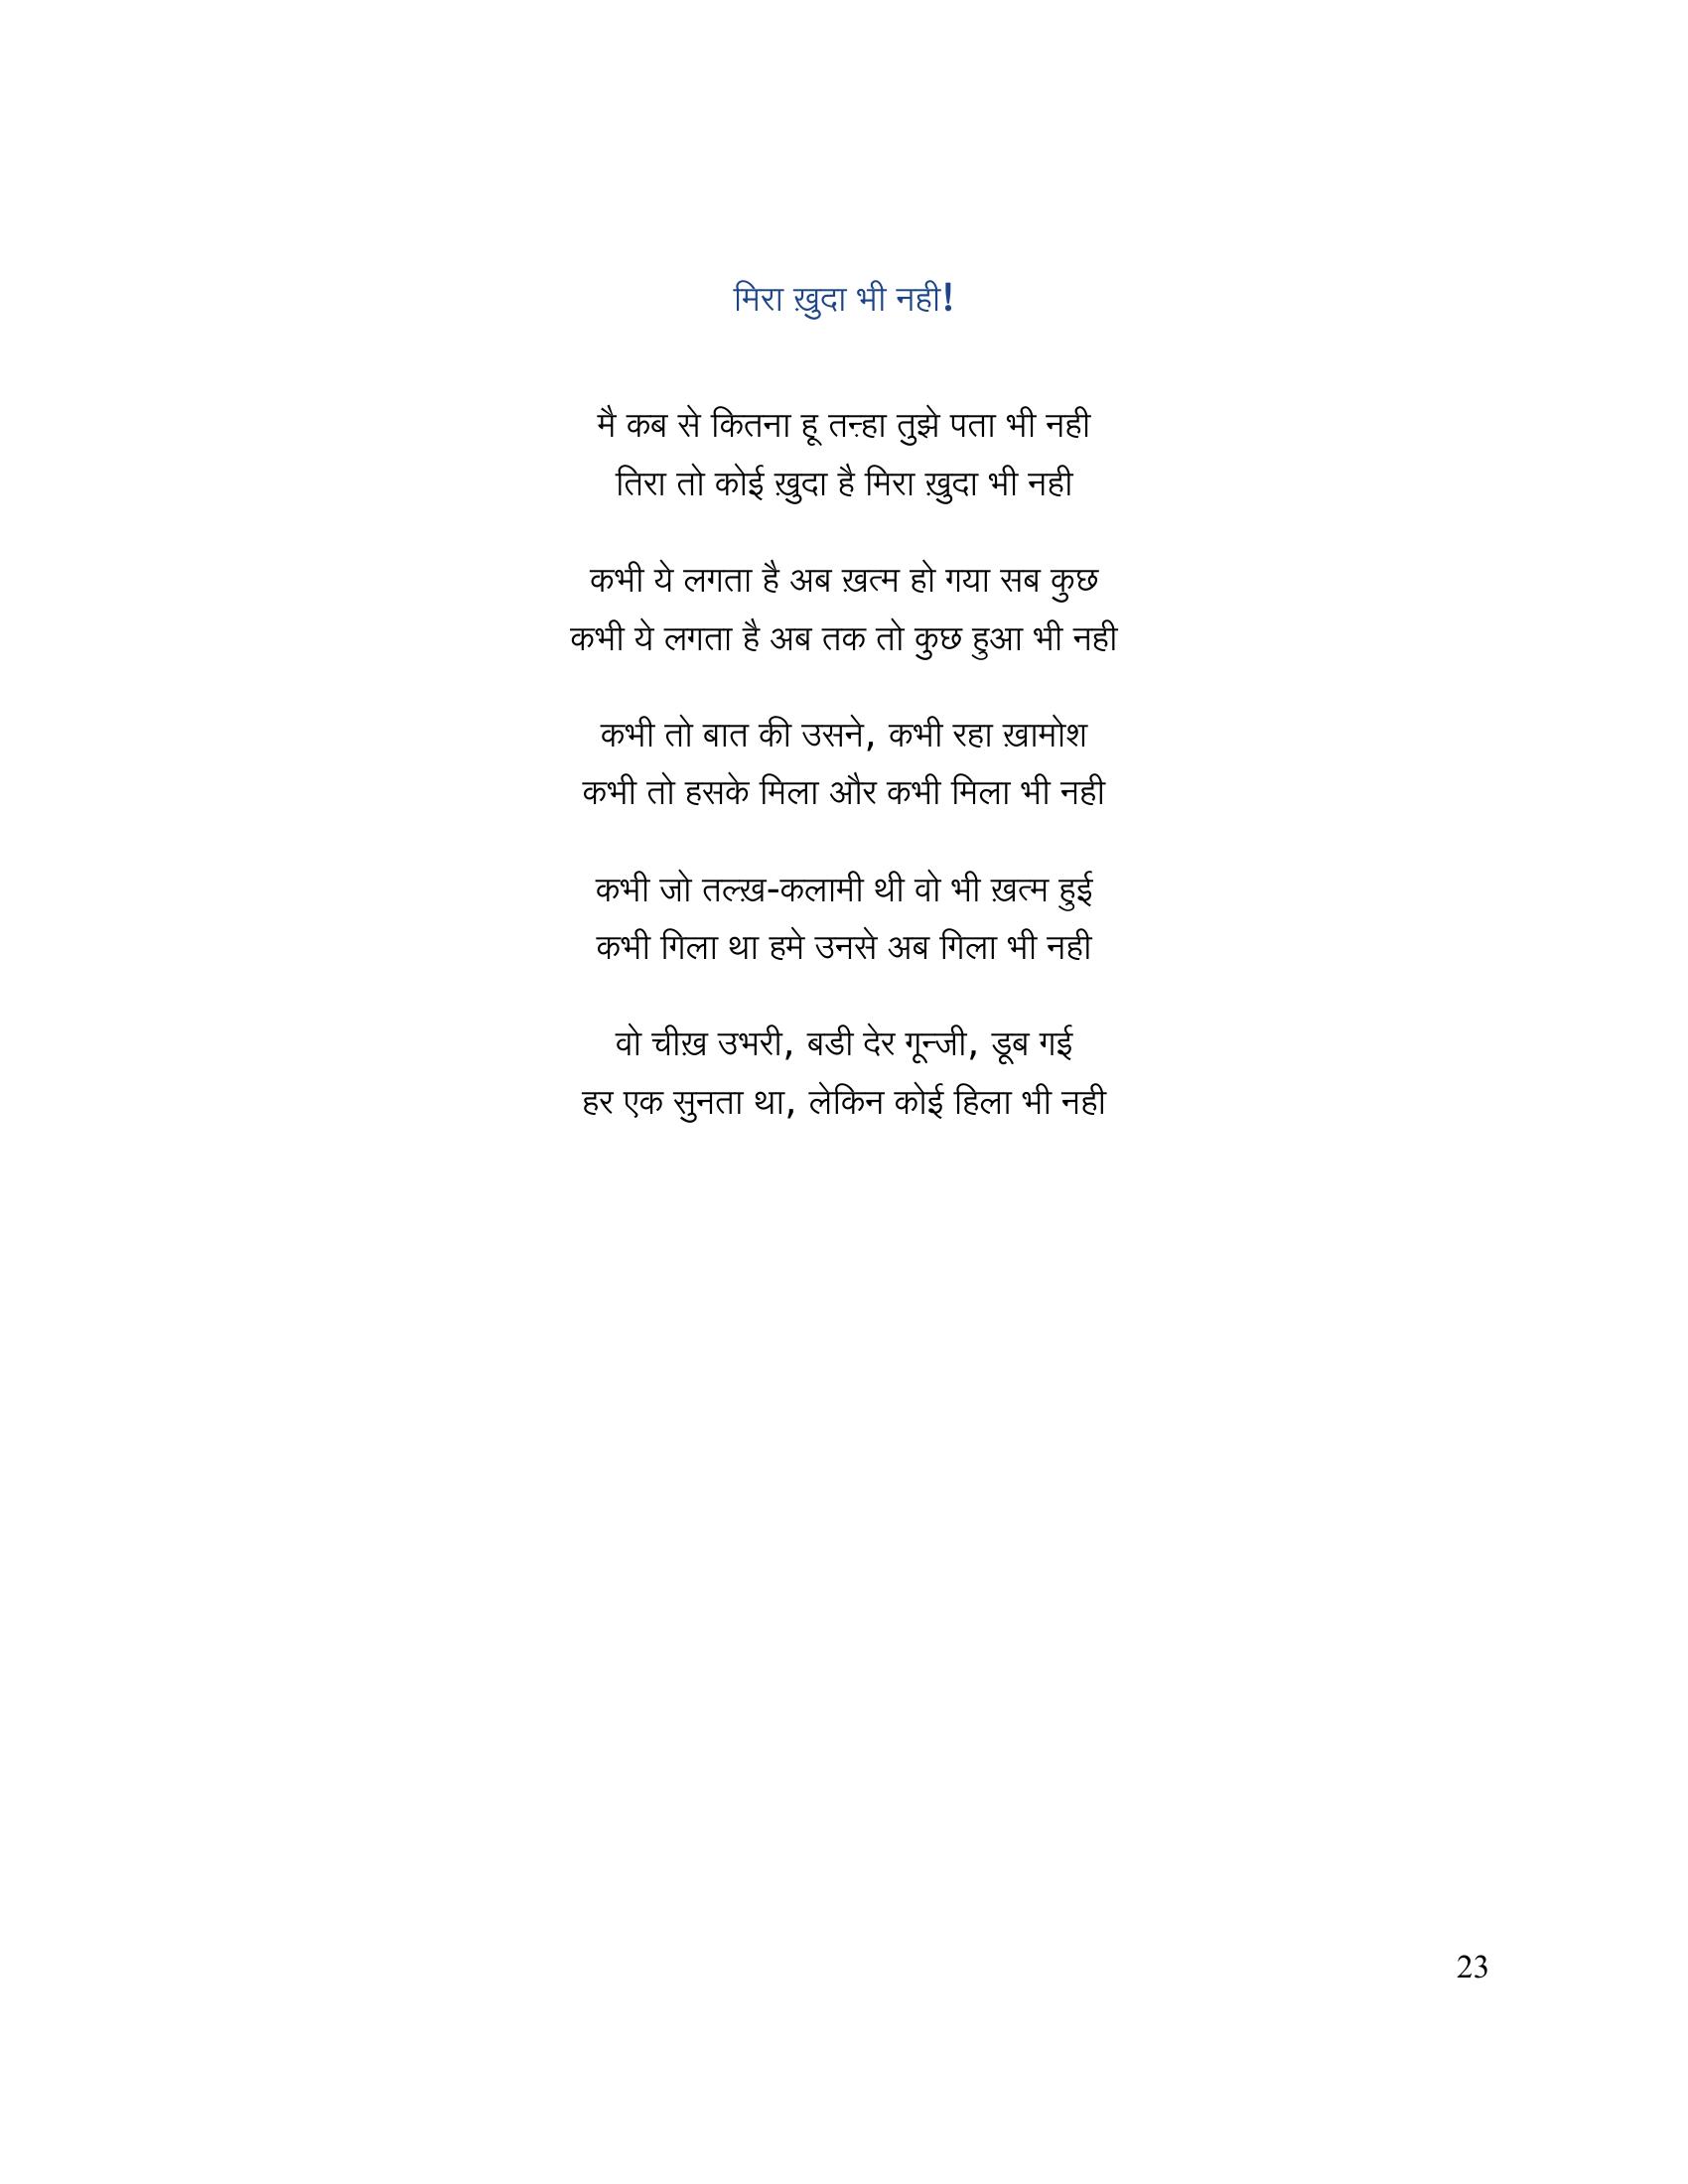 मिरा ख़ुदा भी नही!
मै कब से कितना हू तऩ्हा तुझे पता भी नही
तिरा तो कोई ख़ुदा है मिरा ख़ुदा भी नही
कभी ये लगता है अब ख़त्म हो गया सब कुछ
कभी ये लगता है अब तक तो कुछ हुआ भी नही
कभी तो बात की उसने, कभी रहा ख़ामोश
कभी तो हसके मिला और कभी मिला भी नही
कभी जो तल्ख़-कलामी थी वो भी ख़त्म हुई
कभी गिला था हमे उनसे अब गिला भी नही
वो चीख़ उभरी, बडी देर गून्जी, डूब गई
हर एक सुनता था, लेकिन कोई हिला भी नही
23